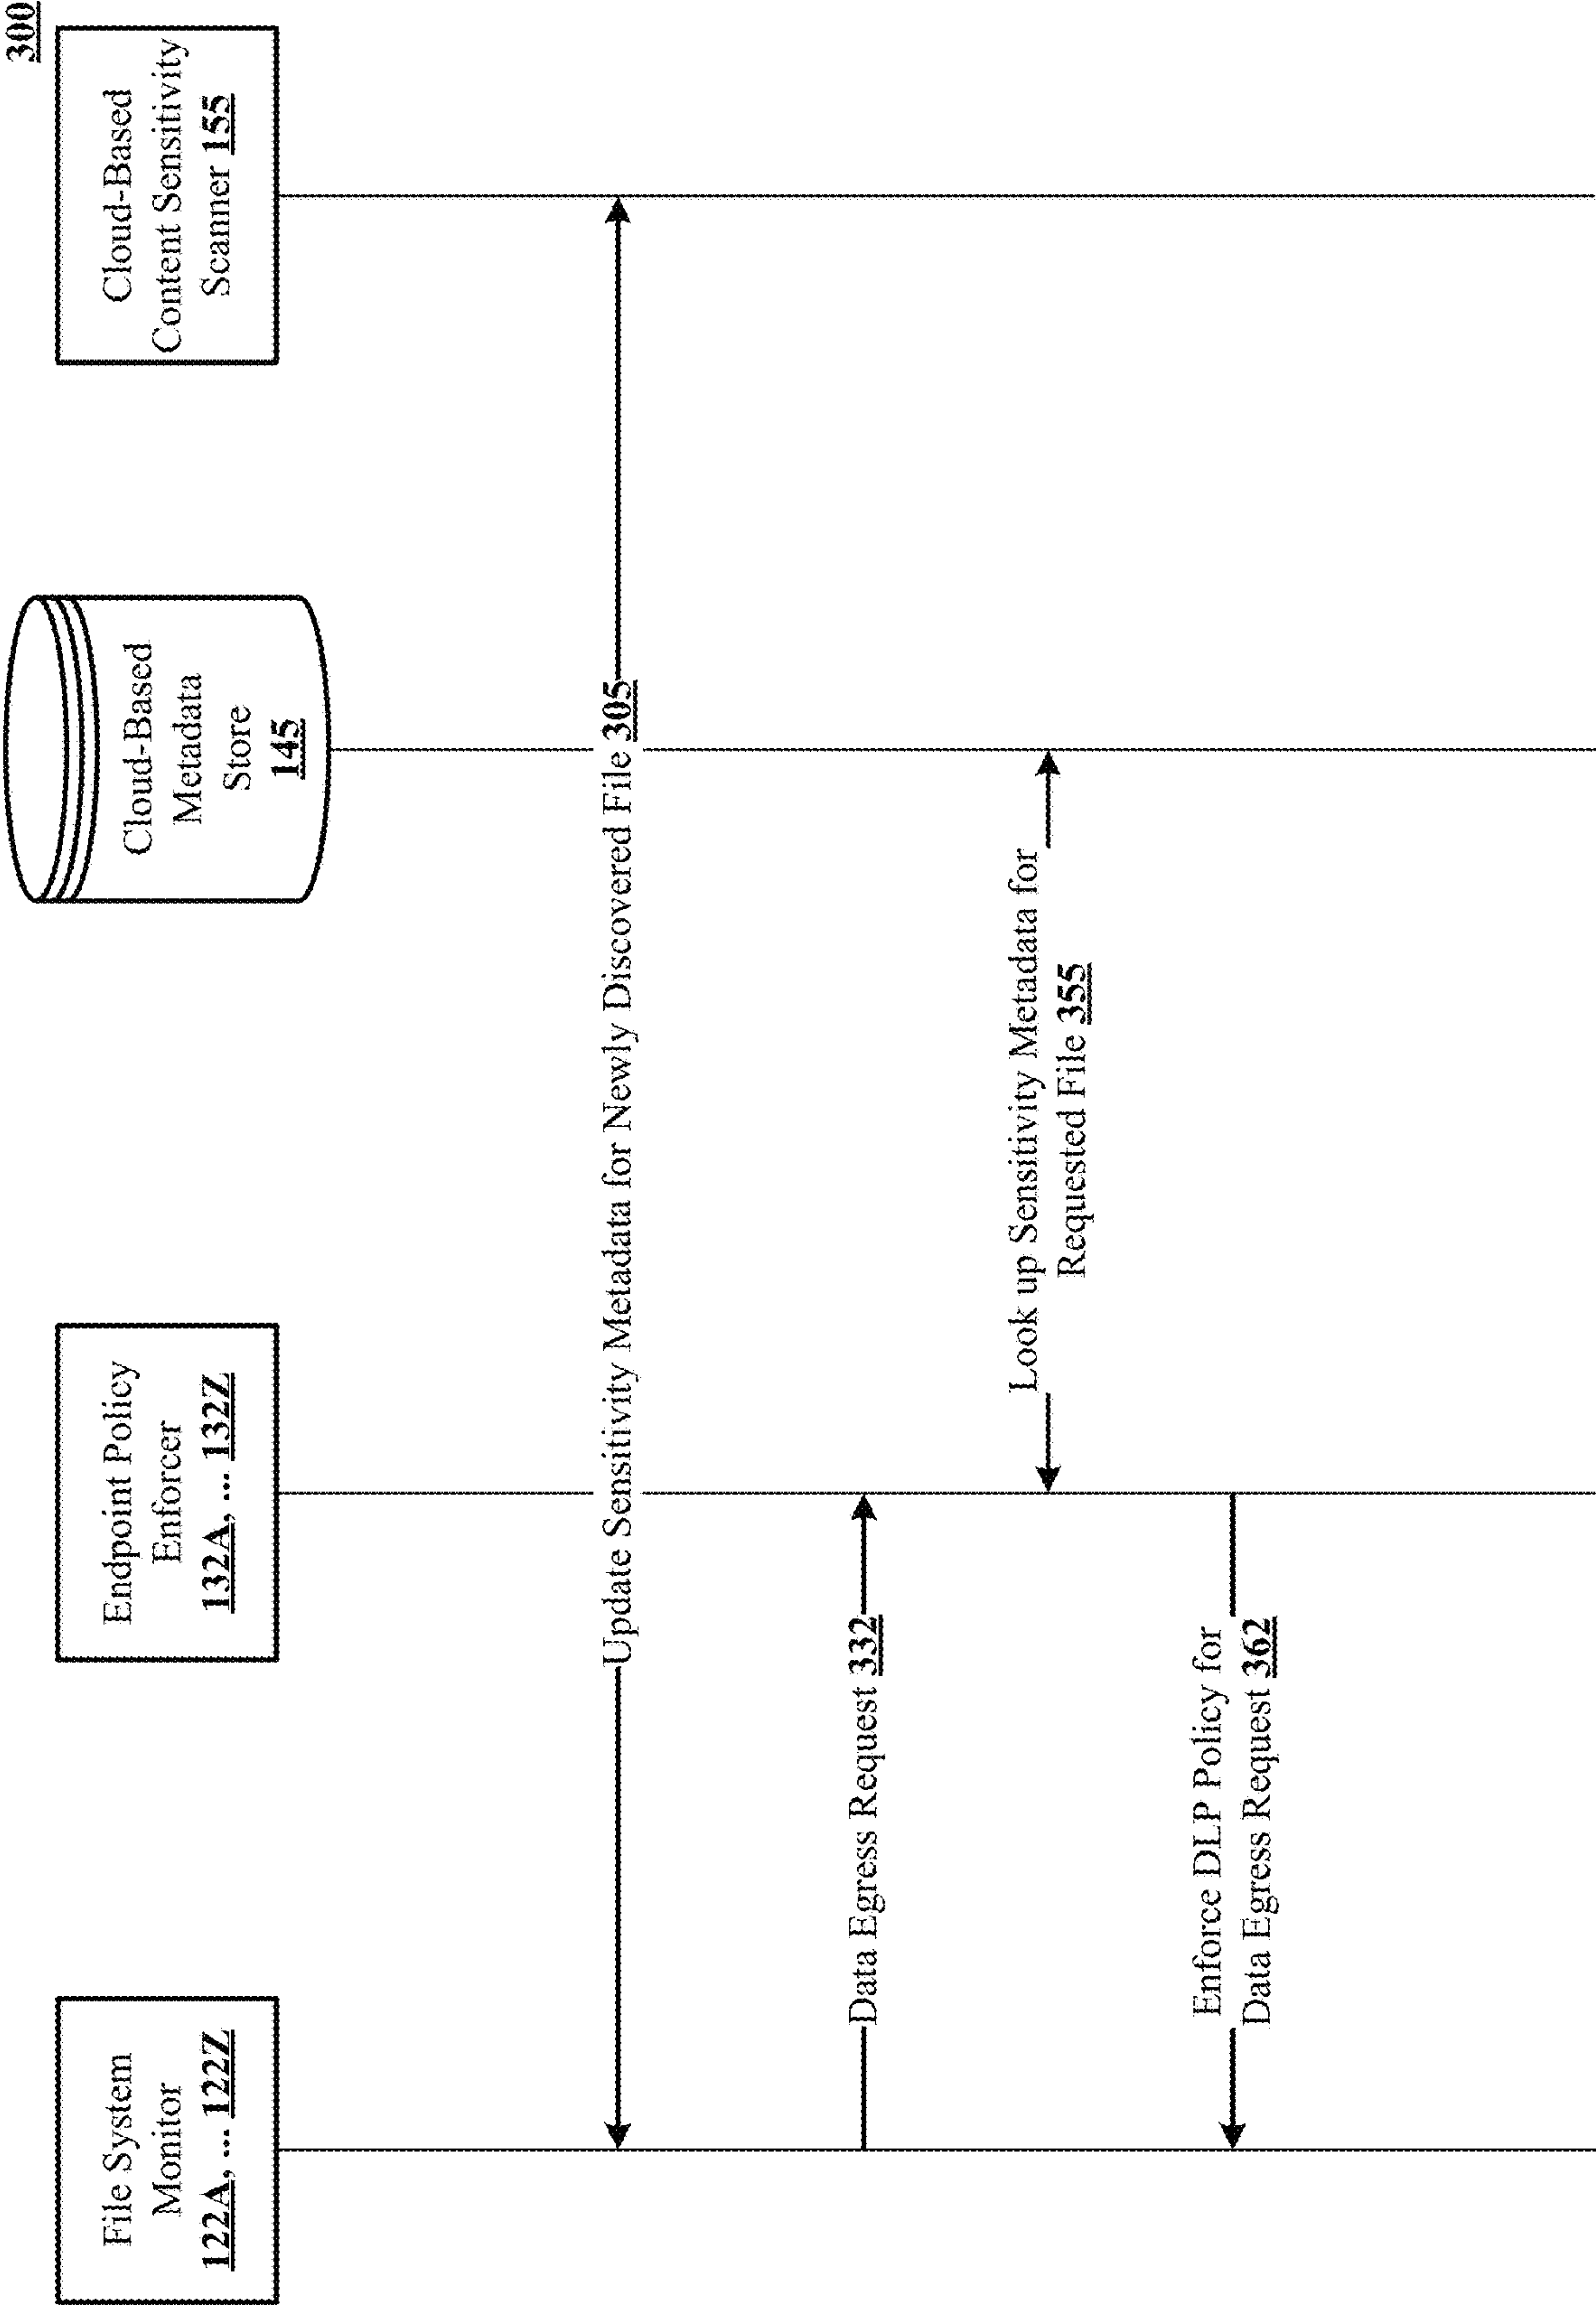 300
File System
Monitor
122A, ... 122Z
Endpoint Policy
Enforcer
132A, ... 132Z
Cloud-Based
Metadata
Store
145
Cloud-Based
Content Sensitivity
Scanner 155
Update Sensitivity Metadata for Newly Discovered File 305
Data Egress Request 332
Look up Sensitivity Metadata for
Requested File 355
Enforce DLP Policy for
Data Egress Request 362